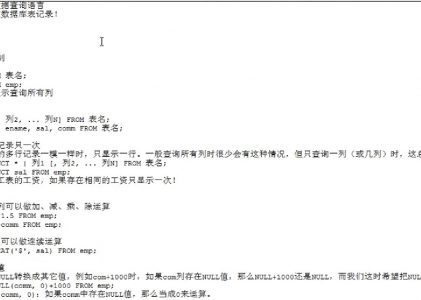 据查询语言
数据库表记录！
表名;
emp;
示查询所有列
列2, ... 列N] FROM 表名;
ename, sal, comm FROM 表名;
记录只一次
的多行记录一模一样时，只显示一行。一般查询所有列时很少会有这种情况，但只查询一列（或几列）时，这
CT * | 列1 [, 列2, ... 列N] FROM 表名;
CT sal FROM emp;
工表的工资，如果存在相同的工资只显示一次！
列可以做加、减、乘、除运算
1.5 FROM emp;
comm FROM emp;
可以做连续运算
AT('$', sal) FROM emp;
值
NULL转换成其它值，例如com+1000时，如果com列存在NULL值，那么NULL+1000还是NULL，而我们这时希望把NUL
ULL(comm, 0)+1000 FROM emp;
comm, 0)：如果comm中存在NULL值，那么当成0来运算。